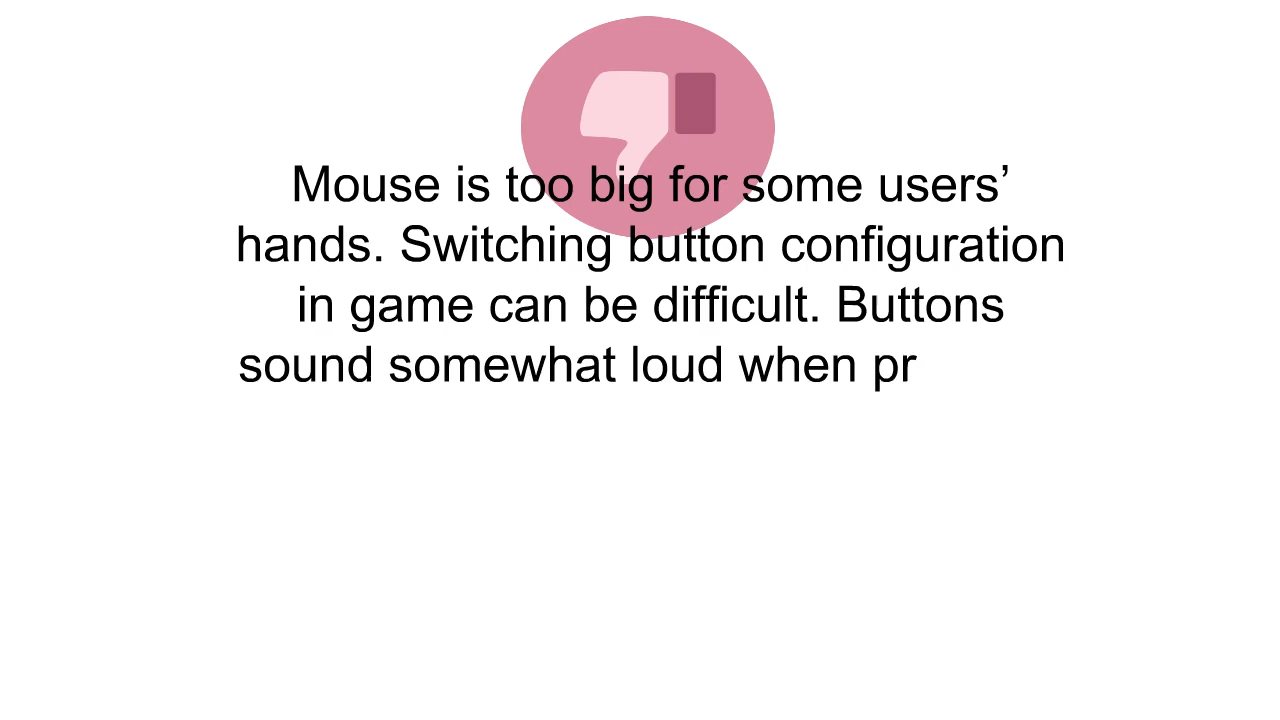 Mouse is too big for some users’
hands. Switching button configuration
in game can be difficult. Buttons
sound somewhat loud when pr